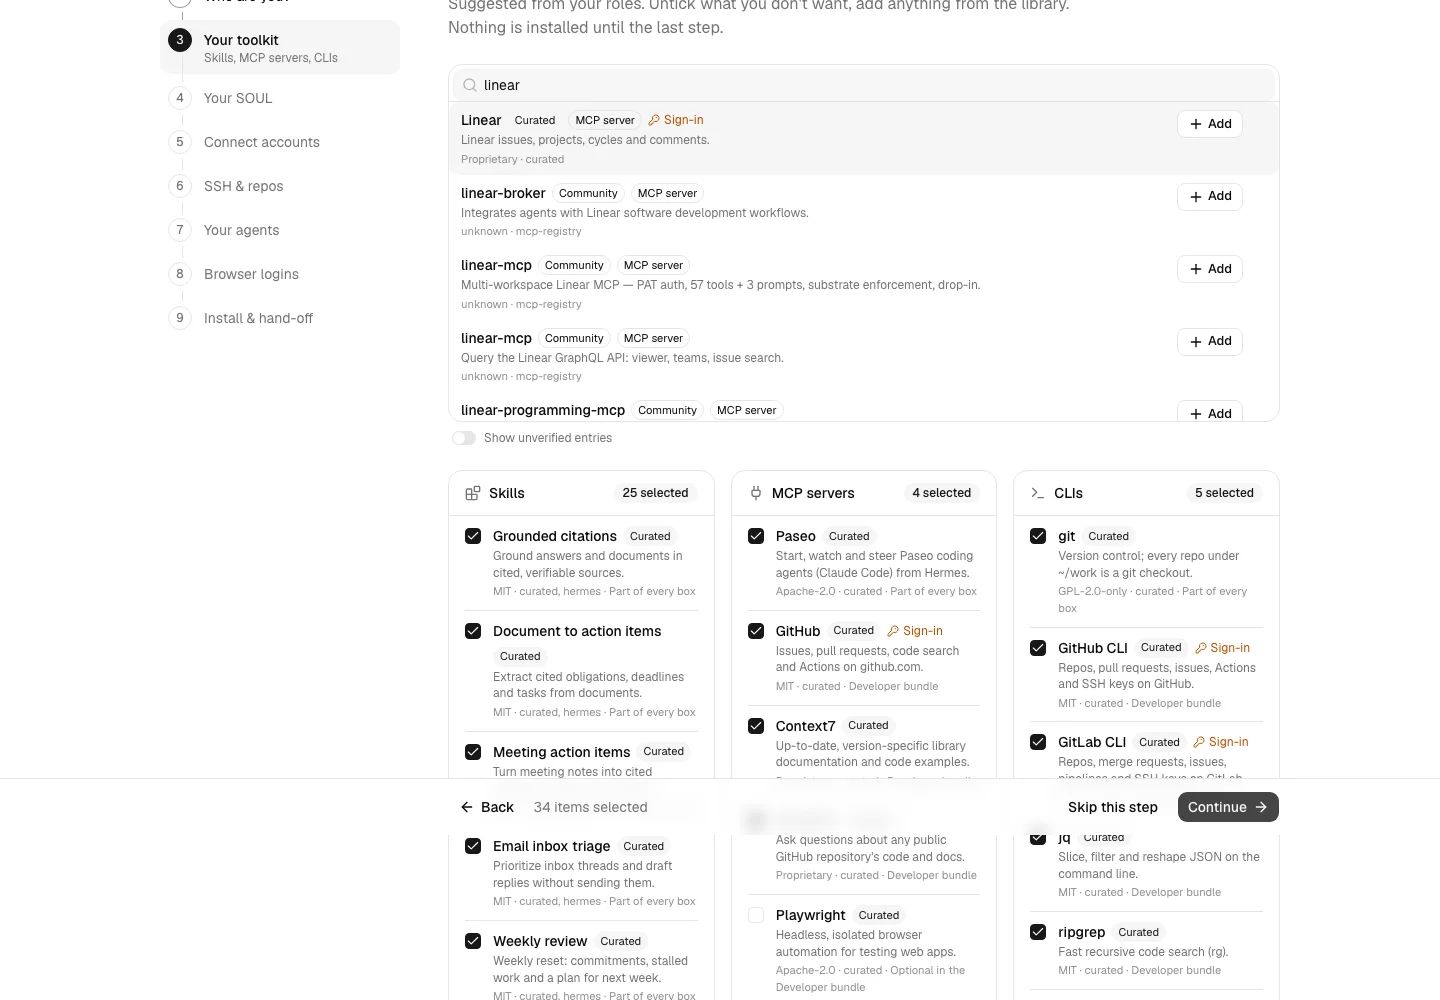 Who are you?
3
Your toolkit
Skills, MCP servers, CLIs
4
Your SOUL
5
Connect accounts
6
SSH & repos
7
Your agents
8
Browser logins
9
Install & hand-off
Suggested from your roles. Untick what you don't want, add anything from the library.
Nothing is installed until the last step.
linear
Linear Curated MCP server Sign-in
Linear issues, projects, cycles and comments.
Proprietary · curated
Add
linear-broker Community MCP server
Integrates agents with Linear software development workflows.
unknown · mcp-registry
Add
linear-mcp Community MCP server
Multi-workspace Linear MCP — PAT auth, 57 tools + 3 prompts, substrate enforcement, drop-in.
unknown · mcp-registry
Add
linear-mcp Community MCP server
Query the Linear GraphQL API: viewer, teams, issue search.
unknown · mcp-registry
Add
linear-programming-mcp Community MCP server
Add
Show unverified entries
Skills 25 selected
Grounded citations Curated
Ground answers and documents in
cited, verifiable sources.
MIT · curated, hermes · Part of every box
Document to action items
Curated
Extract cited obligations, deadlines
and tasks from documents.
MIT · curated, hermes · Part of every box
Meeting action items Curated
Turn meeting notes into cited
Email inbox triage Curated
Prioritize inbox threads and draft
replies without sending them.
MIT · curated, hermes · Part of every box
Weekly review Curated
Weekly reset: commitments, stalled
work and a plan for next week.
MIT · curated, hermes · Part of every box
MCP servers 4 selected
Paseo Curated
Start, watch and steer Paseo coding
agents (Claude Code) from Hermes.
Apache-2.0 · curated · Part of every box
GitHub Curated Sign-in
Issues, pull requests, code search
and Actions on github.com.
MIT · curated · Developer bundle
Context7 Curated
Up-to-date, version-specific library
documentation and code examples.
Ask questions about any public
GitHub repository's code and docs.
Proprietary · curated · Developer bundle
Playwright Curated
Headless, isolated browser
automation for testing web apps.
Apache-2.0 · curated · Optional in the
Developer bundle
CLIs 5 selected
git Curated
Version control; every repo under
~/work is a git checkout.
GPL-2.0-only · curated · Part of every
box
GitHub CLI Curated Sign-in
Repos, pull requests, issues, Actions
and SSH keys on GitHub.
MIT · curated · Developer bundle
GitLab CLI Curated Sign-in
Repos, merge requests, issues,
pipelines and SSH keys on GitLab.
jq Curated
Slice, filter and reshape JSON on the
command line.
MIT · curated · Developer bundle
ripgrep Curated
Fast recursive code search (rg).
MIT · curated · Developer bundle
Back
34 items selected
Skip this step
Continue